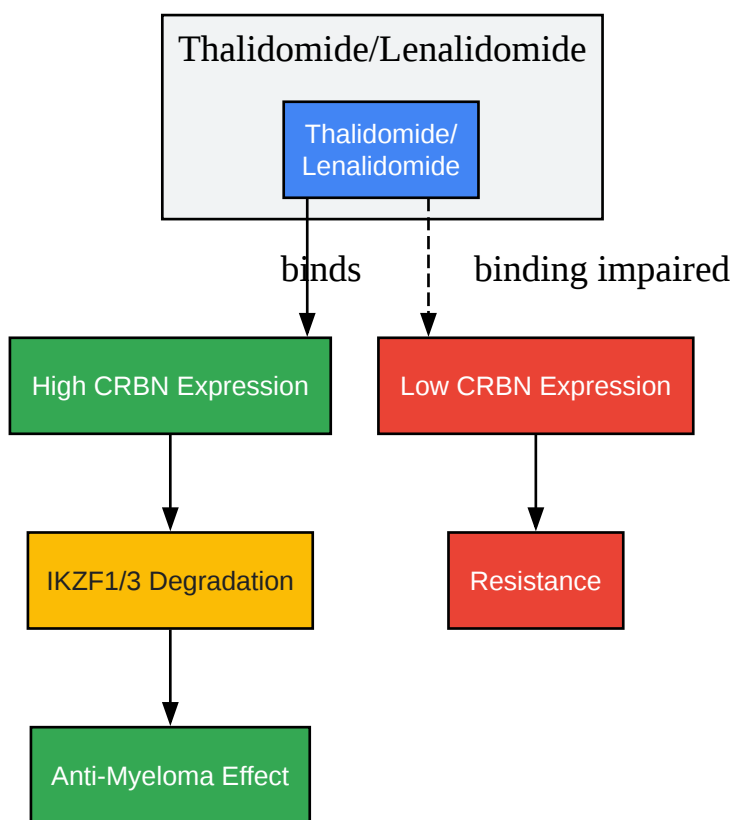 Thalidomide/Lenalidomide
Thalidomide/
Lenalidomide
binds
binding impaired
High CRBN Expression
Low CRBN Expression
IKZF1/3 Degradation
Resistance
Anti-Myeloma Effect